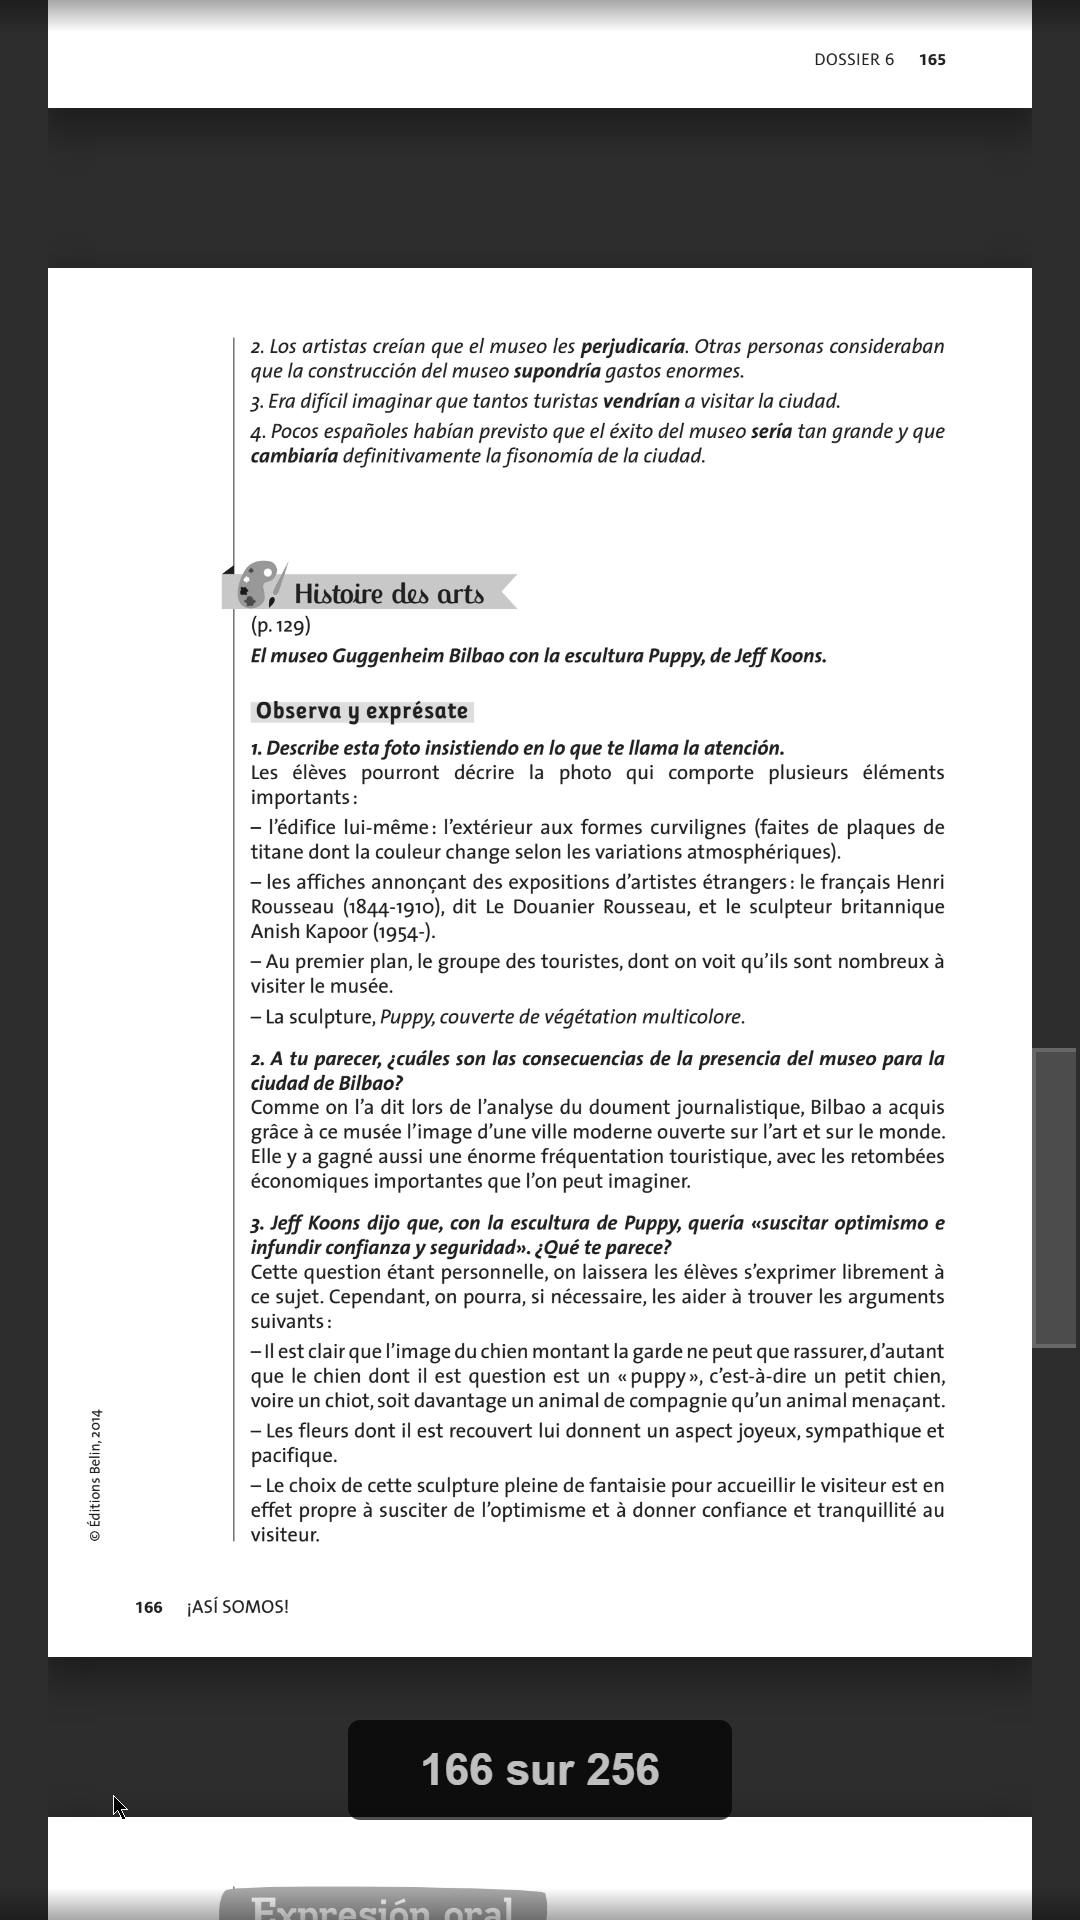 DOSSIER 6 165
2. Los artistas creían que el museo les perjudicaría. Otras personas consideraban
que la construcción del museo supondría gastos enormes.
3. Era difícil imaginar que tantos turistas vendrían a visitar la ciudad.
4. Pocos españoles habían previsto que el éxito del museo sería tan grande y que
cambiaría definitivamente la fisonomía de la ciudad.
Histoire des arts
(p. 129)
El museo Guggenheim Bilbao con la escultura Puppy, de Jeff Koons.
Observa y exprésate
1. Describe esta foto insistiendo en lo que te llama la atención.
Les élèves pourront décrire la photo qui comporte plusieurs éléments
importants :
– l'édifice lui-même : l'extérieur aux formes curvilignes (faites de plaques de
titane dont la couleur change selon les variations atmosphériques).
– les affiches annonçant des expositions d'artistes étrangers : le français Henri
Rousseau (1844-1910), dit Le Douanier Rousseau, et le sculpteur britannique
Anish Kapoor (1954-).
– Au premier plan, le groupe des touristes, dont on voit qu'ils sont nombreux à
visiter le musée.
– La sculpture, Puppy, couverte de végétation multicolore.
2. A tu parecer, ¿cuáles son las consecuencias de la presencia del museo para la
ciudad de Bilbao?
Comme on l'a dit lors de l'analyse du doument journalistique, Bilbao a acquis
grâce à ce musée l'image d'une ville moderne ouverte sur l'art et sur le monde.
Elle y a gagné aussi une énorme fréquentation touristique, avec les retombées
économiques importantes que l'on peut imaginer.
3. Jeff Koons dijo que, con la escultura de Puppy, quería «suscitar optimismo e
infundir confianza y seguridad». ¿Qué te parece?
Cette question étant personnelle, on laissera les élèves s'exprimer librement à
ce sujet. Cependant, on pourra, si nécessaire, les aider à trouver les arguments
suivants :
– Il est clair que l'image du chien montant la garde ne peut que rassurer, d'autant
que le chien dont il est question est un « puppy », c'est-à-dire un petit chien,
voire un chiot, soit davantage un animal de compagnie qu'un animal menaçant.
– Les fleurs dont il est recouvert lui donnent un aspect joyeux, sympathique et
pacifique.
– Le choix de cette sculpture pleine de fantaisie pour accueillir le visiteur est en
effet propre à susciter de l'optimisme et à donner confiance et tranquillité au
visiteur.
© Éditions Belin, 2014
166 ¡ASÍ SOMOS!
166 sur 256
Expresión oral